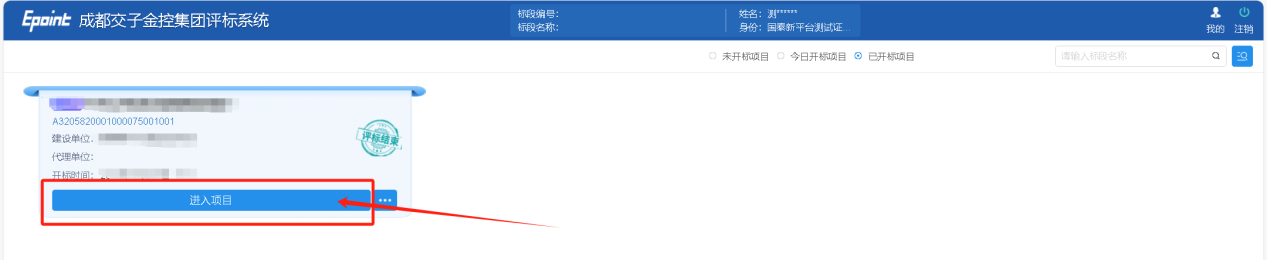 Epoint 成都交子金控集团评标系统
标段编号：
标段名称：
姓名：测******
身份：国泰新平台测试证...
我的
注销
未开标项目
今日开标项目
已开标项目
请输入标段名称
A3205820001000075001001
建设单位：
评标结束
代理单位：
开标时间：
进入项目